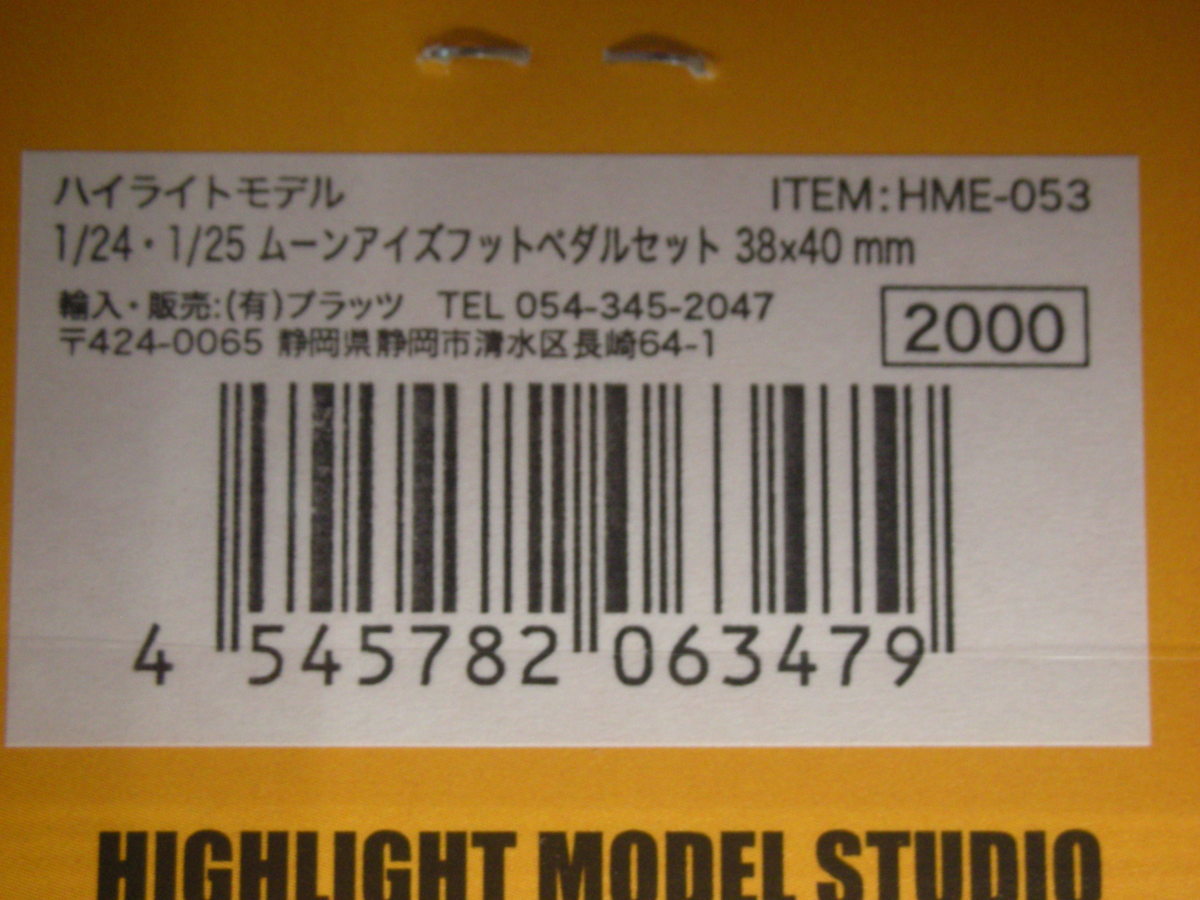 ハイライトモデル ITEM:HME-053
1/24・1/25 ムーンアイズフットペダルセット 38×40 mm
輸入・販売:(有)プラッツ TEL 054-345-2047
〒424-0065 静岡県静岡市清水区長崎64-1
2000
4 545782 063479
HIGHLIGHT MODEL STUDIO